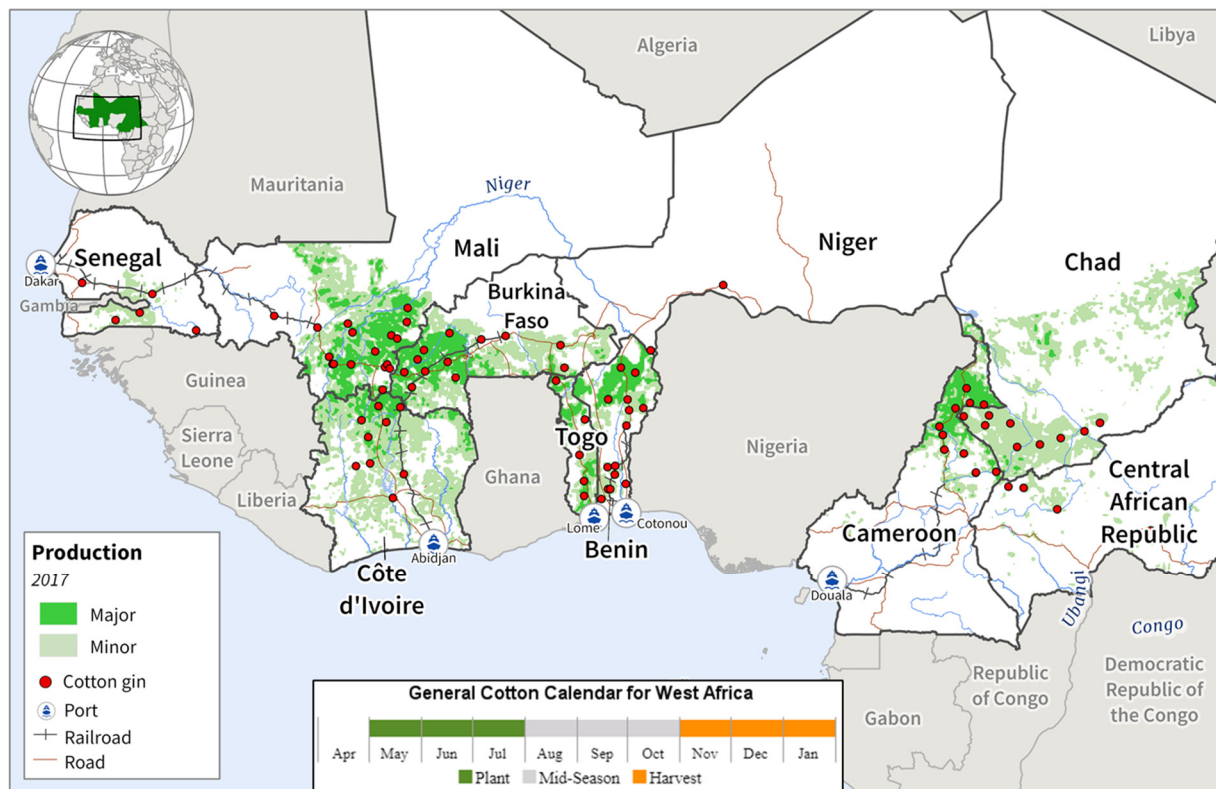 Algeria
Libya
Mauritania
Niger
Senegal
Dakar
Gambia
Mali
Niger
Chad
Burkina
Faso
Guinea
Sierra
Leone
Liberia
Ghana
Togo
Nigeria
Lome
Cotonou
Benin
Abidjan
Côte
d'Ivoire
Cameroon
Douala
Central
African
Republic
Ubangi
Congo
Republic
of Congo
Democratic
Republic of
the Congo
Gabon
Production
2017
Major
Minor
Cotton gin
Port
Railroad
Road
General Cotton Calendar for West Africa
Apr May Jun Jul Aug Sep Oct Nov Dec Jan
Plant Mid-Season Harvest